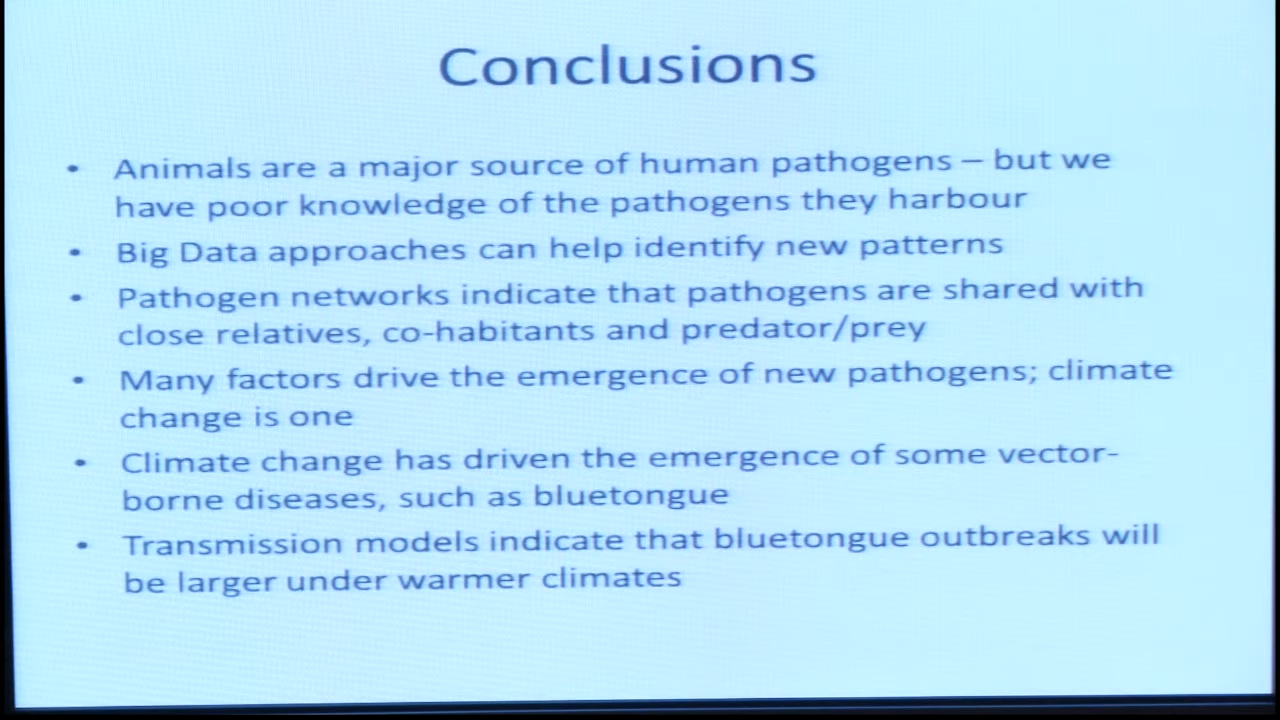 Conclusions
• Animals are a major source of human pathogens – but we
have poor knowledge of the pathogens they harbour
• Big Data approaches can help identify new patterns
• Pathogen networks indicate that pathogens are shared with
close relatives, co-habitants and predator/prey
• Many factors drive the emergence of new pathogens; climate
change is one
• Climate change has driven the emergence of some vector-
borne diseases, such as bluetongue
• Transmission models indicate that bluetongue outbreaks will
be larger under warmer climates